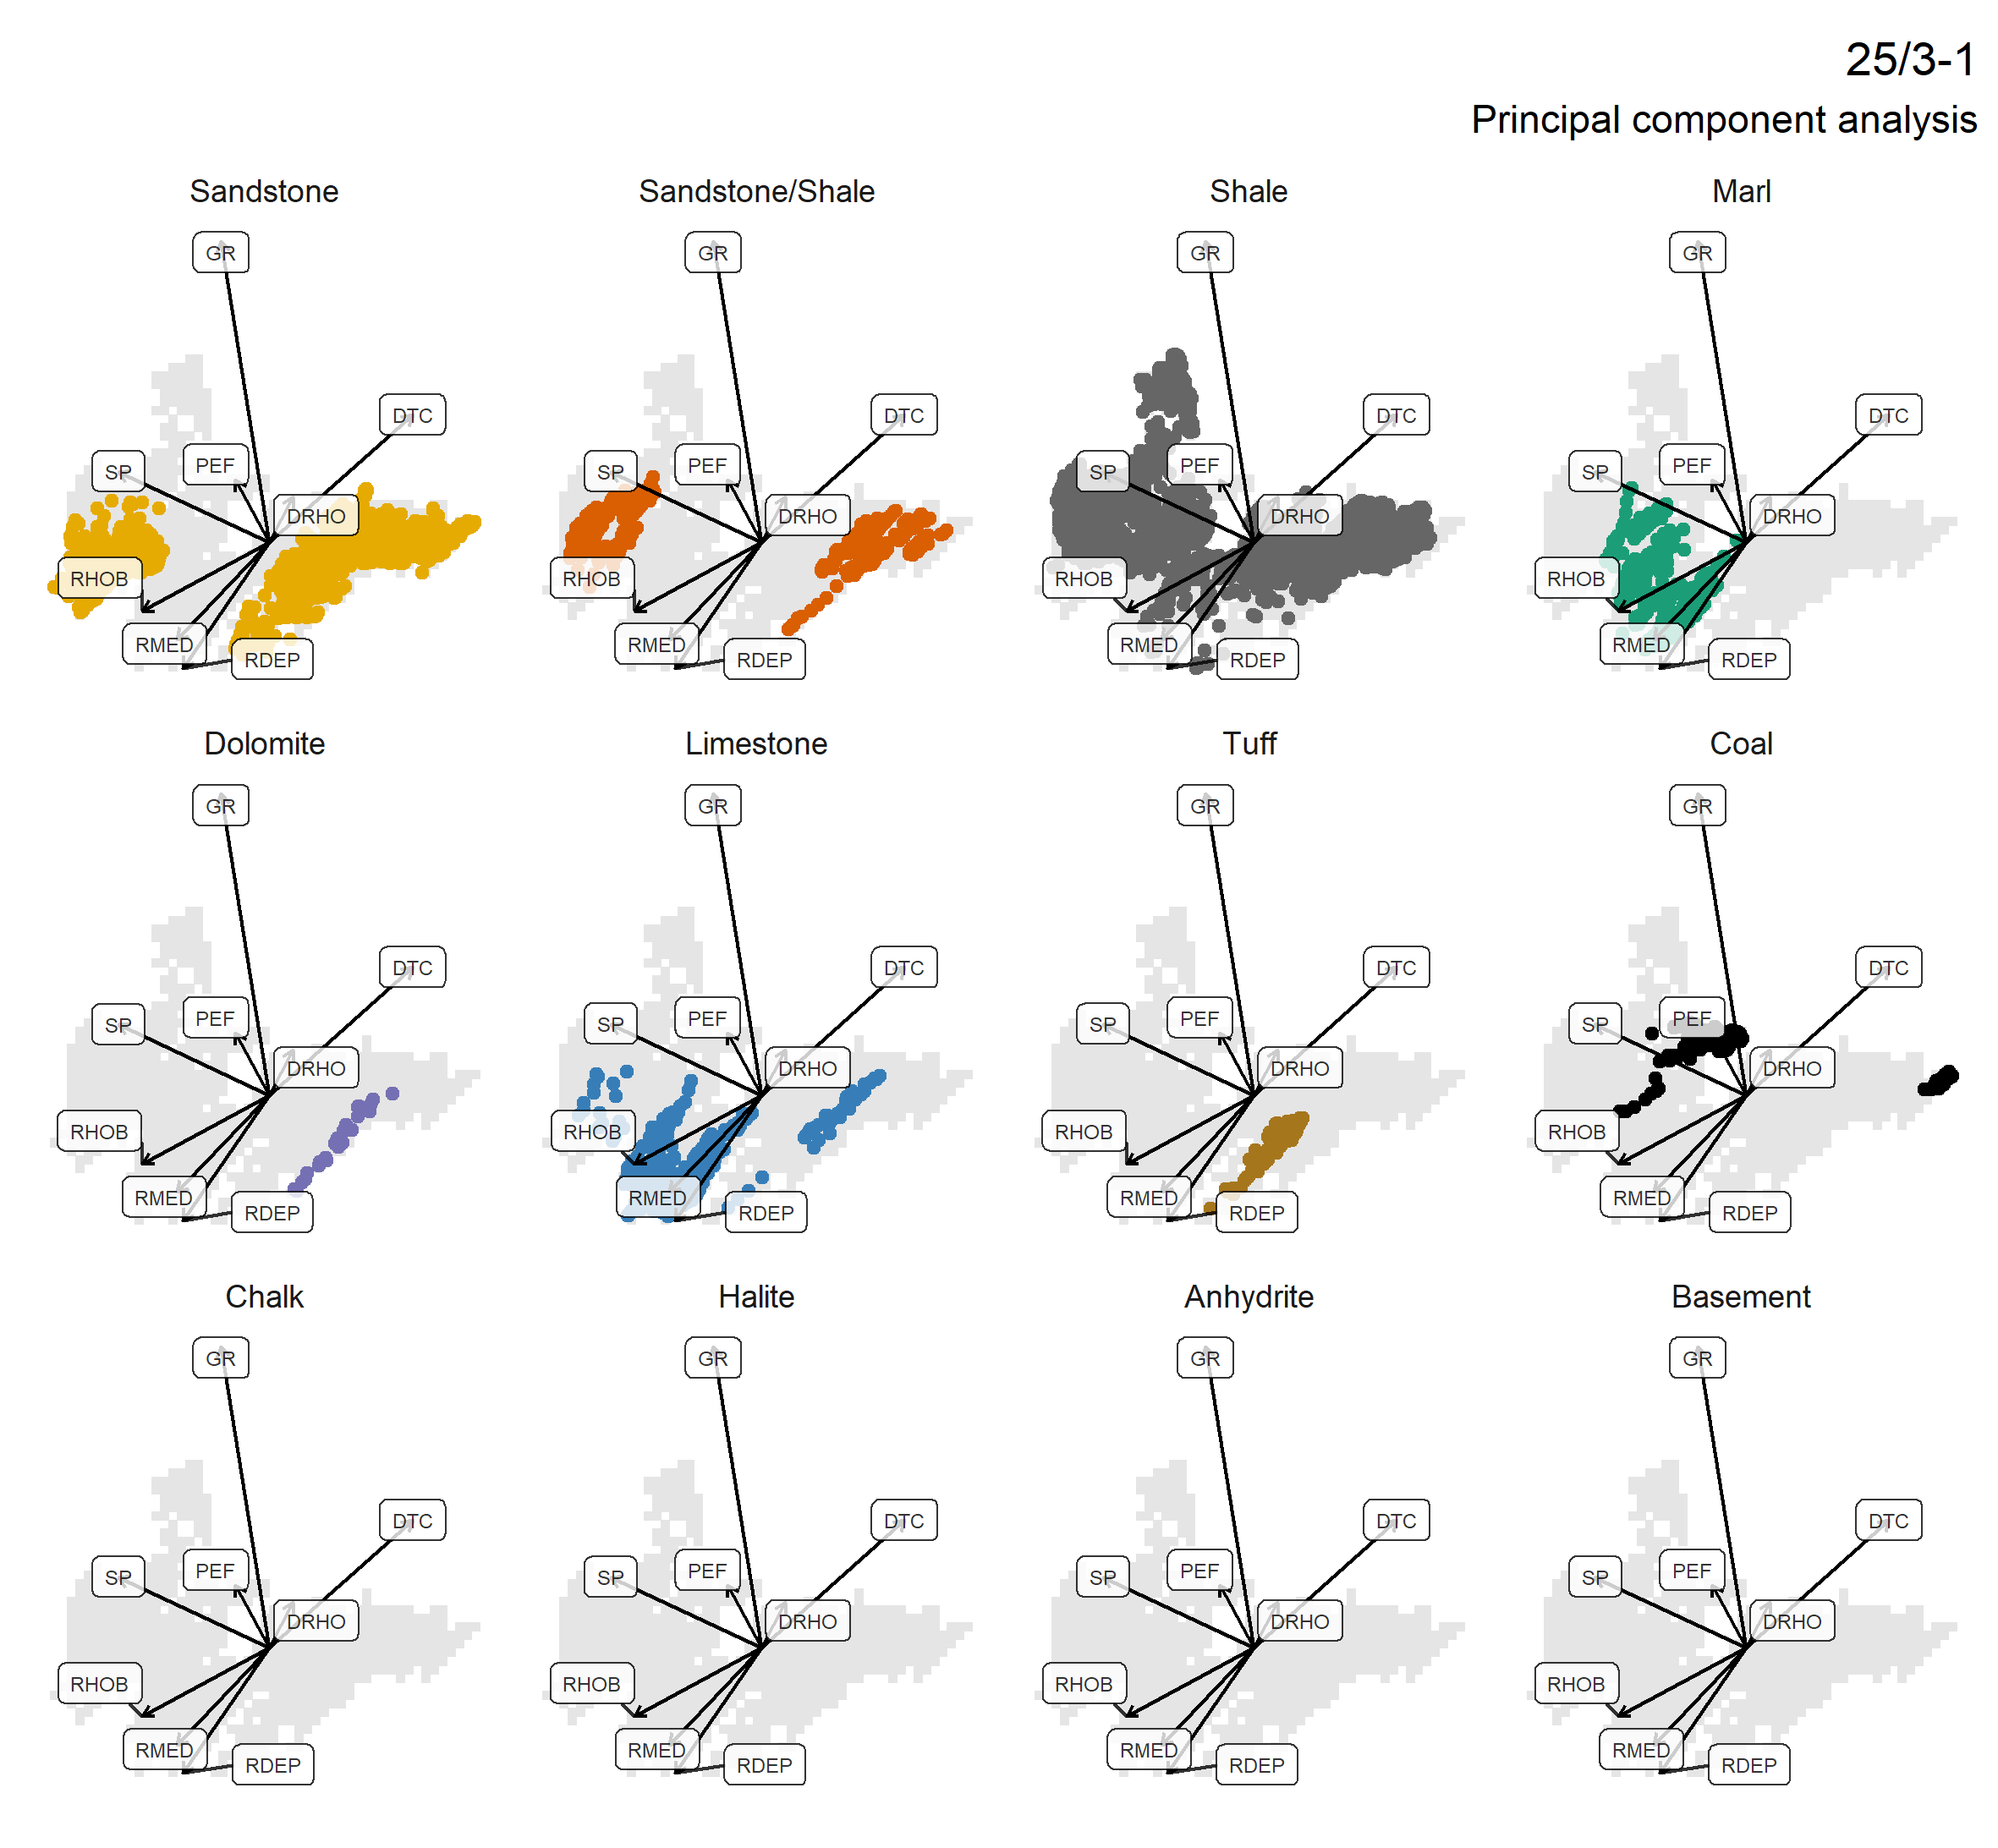 25/3-1
Principal component analysis
Sandstone
GR
DTC
SP
PEF
DRHO
RHOB
RMED
RDEP
Sandstone/Shale
GR
DTC
SP
PEF
DRHO
RHOB
RMED
RDEP
Shale
GR
DTC
SP
PEF
DRHO
RHOB
RMED
RDEP
Marl
GR
DTC
SP
PEF
DRHO
RHOB
RMED
RDEP
Dolomite
GR
DTC
SP
PEF
DRHO
RHOB
RMED
RDEP
Limestone
GR
DTC
SP
PEF
DRHO
RHOB
RMED
RDEP
Tuff
GR
DTC
SP
PEF
DRHO
RHOB
RMED
RDEP
Coal
GR
DTC
SP
PEF
DRHO
RHOB
RMED
RDEP
Chalk
GR
DTC
SP
PEF
DRHO
RHOB
RMED
RDEP
Halite
GR
DTC
SP
PEF
DRHO
RHOB
RMED
RDEP
Anhydrite
GR
DTC
SP
PEF
DRHO
RHOB
RMED
RDEP
Basement
GR
DTC
SP
PEF
DRHO
RHOB
RMED
RDEP